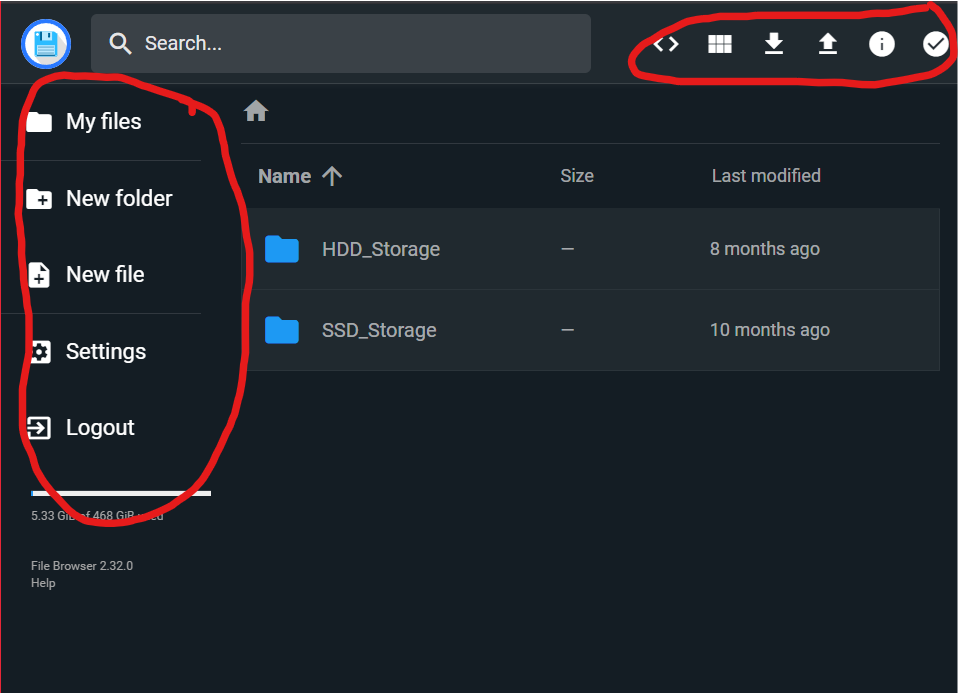 Search...
My files
New folder
New file
Settings
Logout
5.33 GiB of 468 GiB used
File Browser 2.32.0
Help
Name Size Last modified
HDD_Storage — 8 months ago
SSD_Storage — 10 months ago